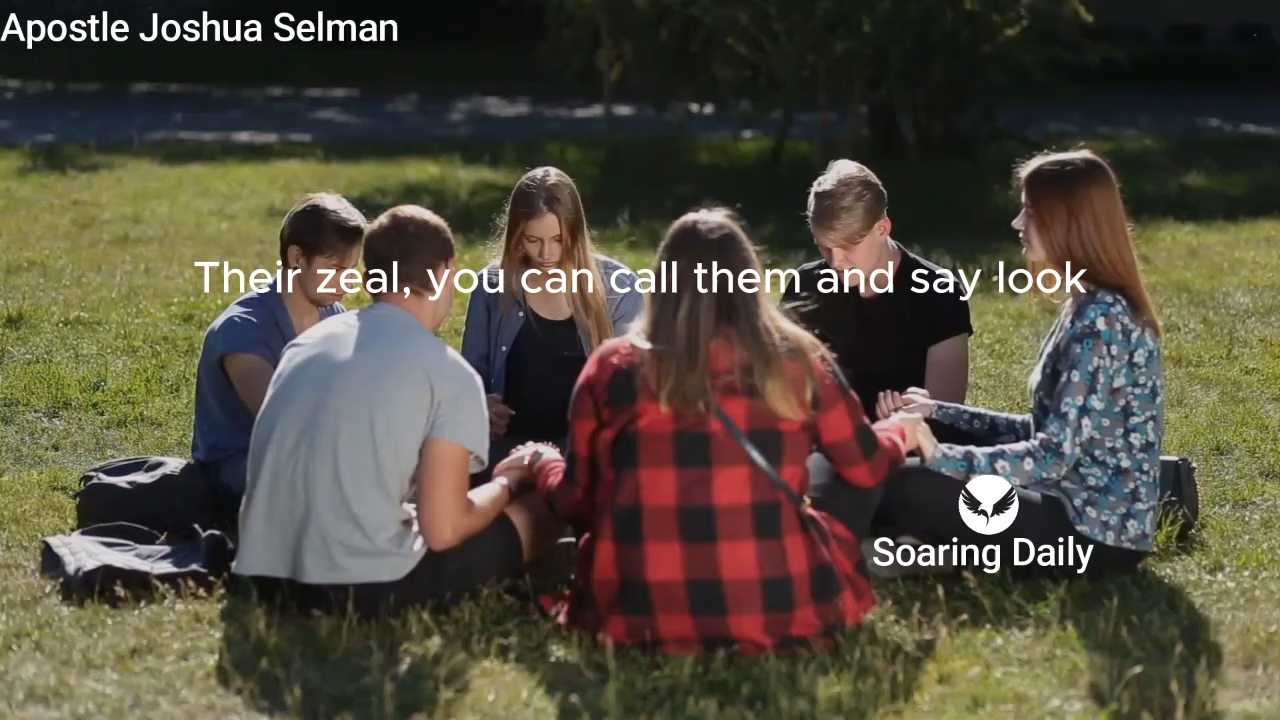 Apostle Joshua Selman
Their zeal, you can call them and say look
Soaring Daily